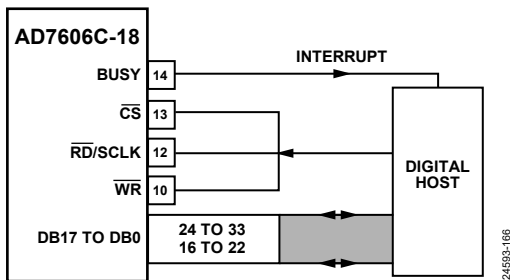 AD7606C-18
BUSY 14
INTERRUPT
CS 13
RD/SCLK 12
WR 10
DIGITAL
HOST
DB17 TO DB0
24 TO 33
16 TO 22
24593-166